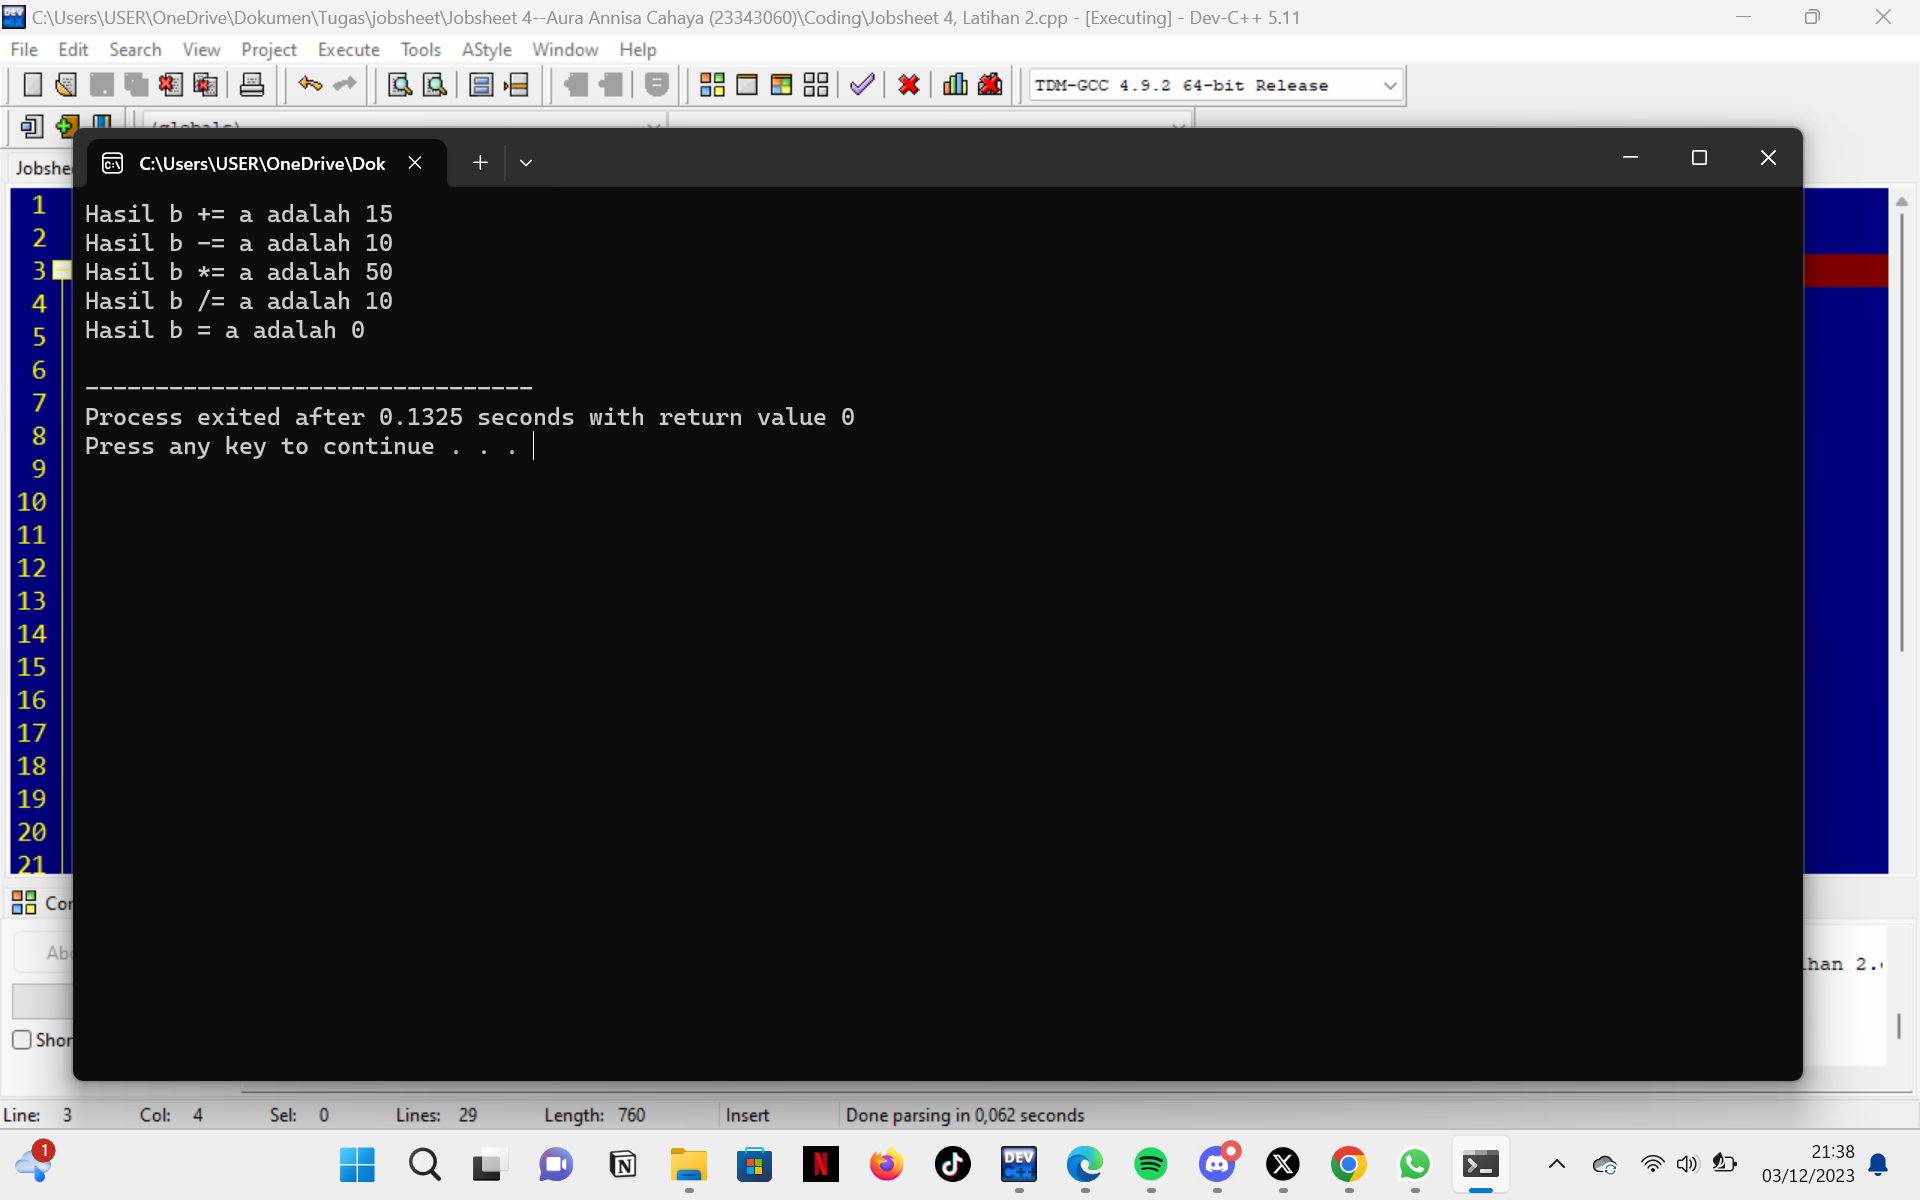 C:\Users\USER\OneDrive\Dokumen\Tugas\jobsheet\Jobsheet 4--Aura Annisa Cahaya (23343060)\Coding\Jobsheet 4, Latihan 2.cpp - [Executing] - Dev-C++ 5.11
File Edit Search View Project Execute Tools AStyle Window Help
TDM-GCC 4.9.2 64-bit Release
(globals)
C:\Users\USER\OneDrive\Dok
Jobshe
1
2
3
4
5
6
7
8
9
10
11
12
13
14
15
16
17
18
19
20
21
Hasil b += a adalah 15
Hasil b -= a adalah 10
Hasil b *= a adalah 50
Hasil b /= a adalah 10
Hasil b = a adalah 0
--------------------------------
Process exited after 0.1325 seconds with return value 0
Press any key to continue . . .
Cor
Abo
han 2.
Shor
Line: 3 Col: 4 Sel: 0 Lines: 29 Length: 760 Insert Done parsing in 0,062 seconds
1
DEV
C++
21:38
03/12/2023